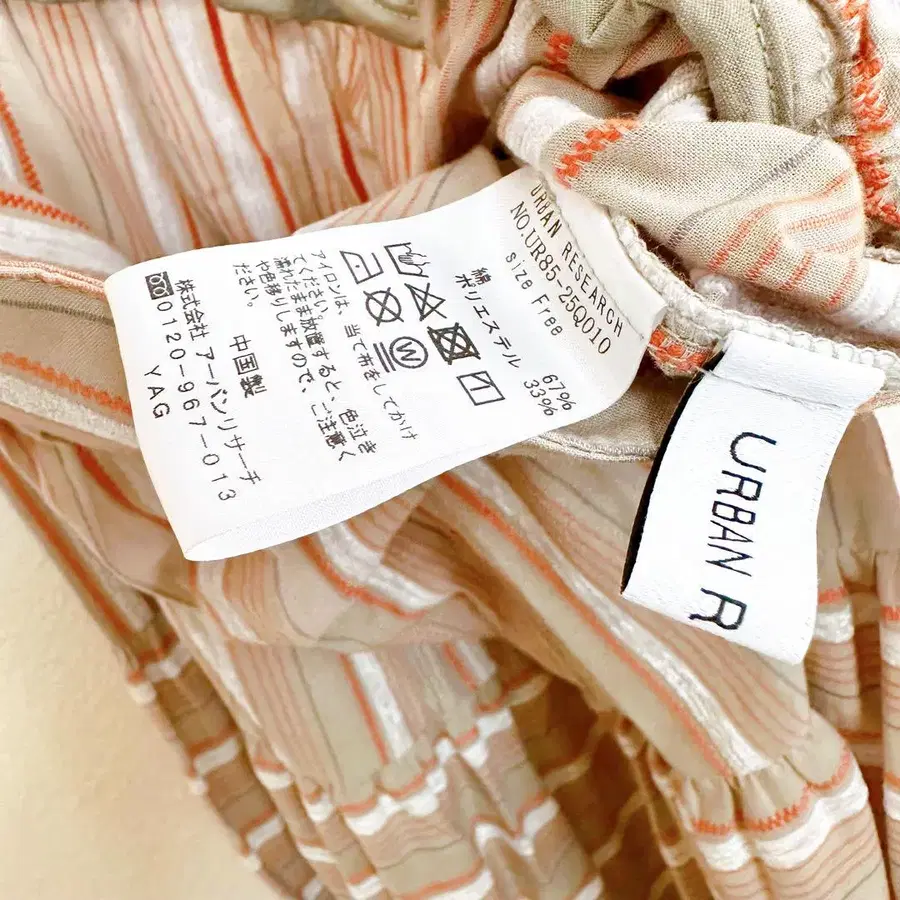 URBAN RESEARCH
NO.UR85-25Q010
size Free
綿 67%
ポリエステル 33%
W
アイロンは、当て布をしてかけ
てください。
濡れたまま放置すると、色泣き
や色移りしますので、ご注意く
ださい。
中国製
株式会社 アーバンリサーチ
0120-967-013
YAG
URBAN R